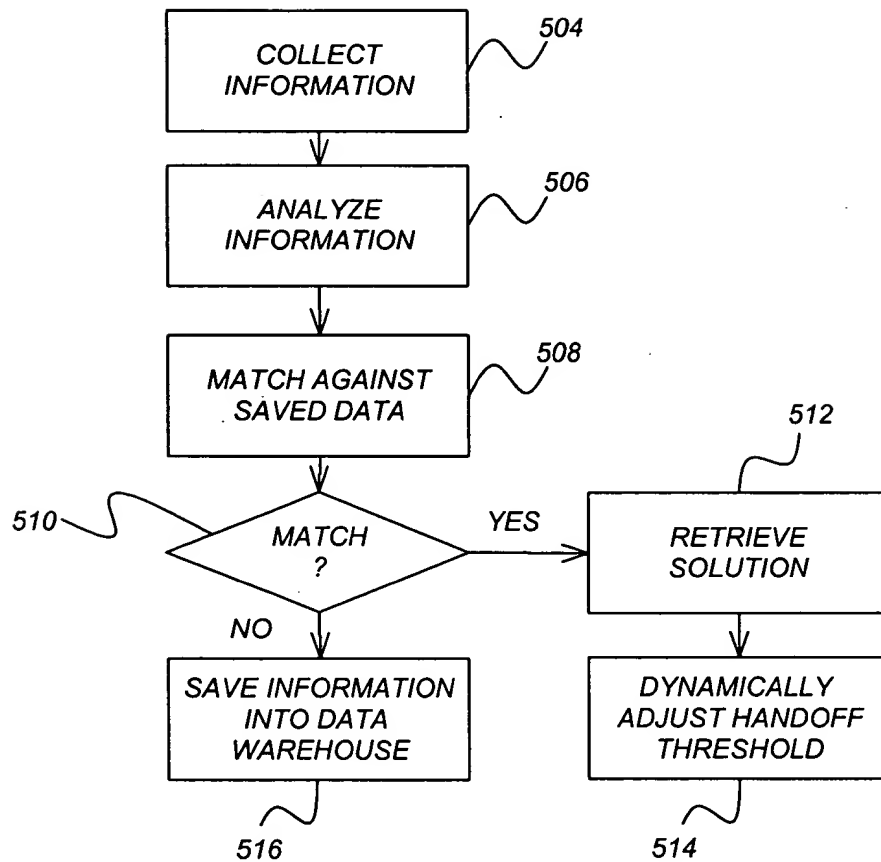 COLLECT
INFORMATION
504
ANALYZE
INFORMATION
506
MATCH AGAINST
SAVED DATA
508
510
MATCH
?
YES
NO
512
RETRIEVE
SOLUTION
SAVE INFORMATION
INTO DATA
WAREHOUSE
516
DYNAMICALLY
ADJUST HANDOFF
THRESHOLD
514